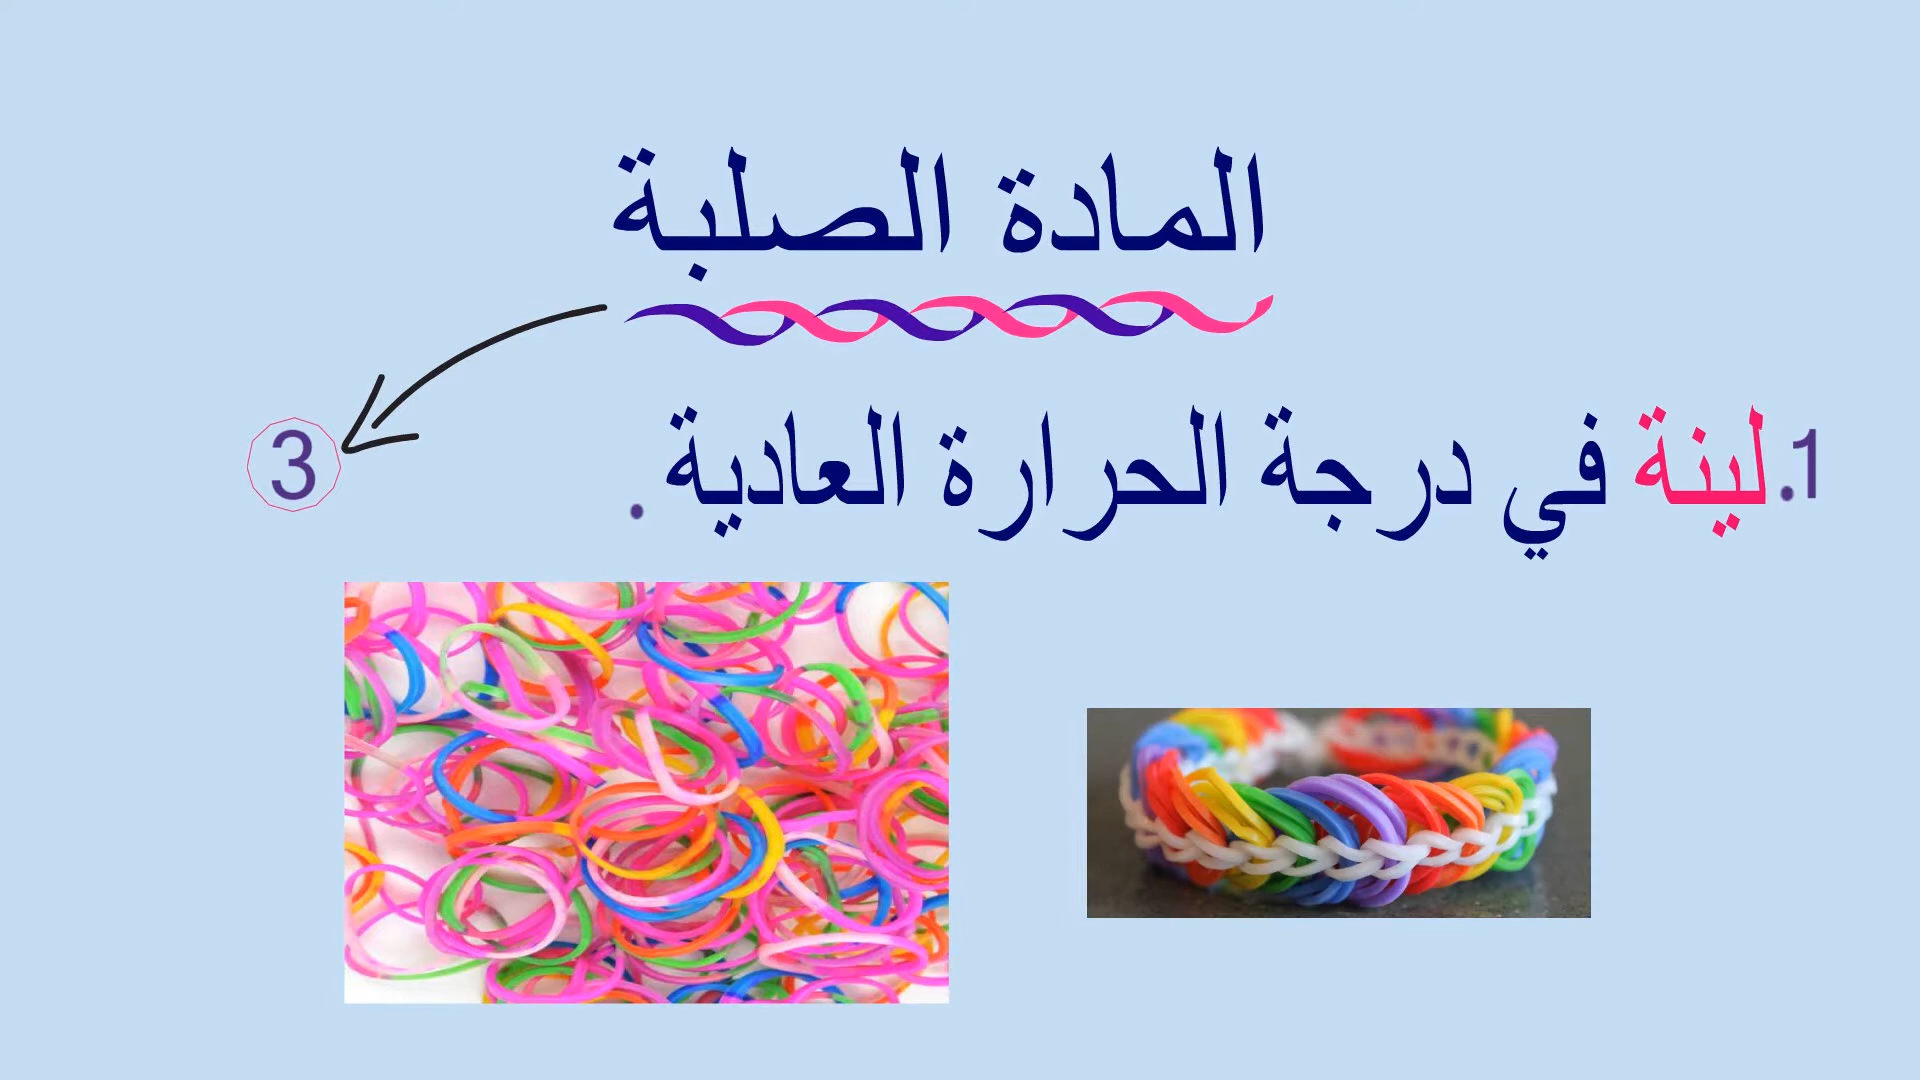 المادة الصلبة
1. لينة في درجة الحرارة العادية .
3